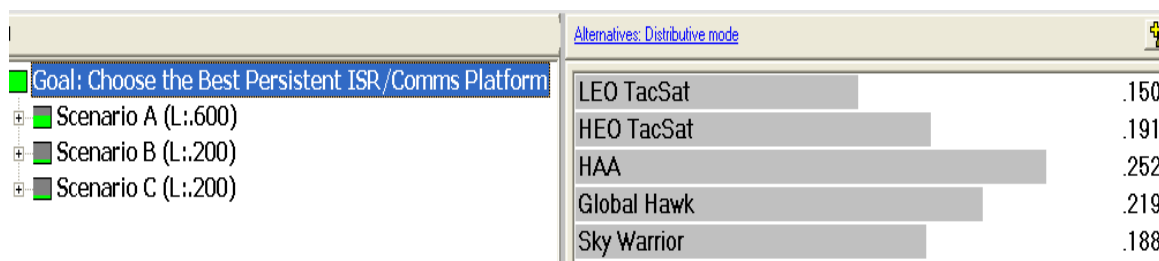 Alternatives: Distributive mode
Goal: Choose the Best Persistent ISR/Comms Platform
Scenario A (L:.600)
Scenario B (L:.200)
Scenario C (L:.200)
LEO TacSat .150
HEO TacSat .191
HAA .252
Global Hawk .219
Sky Warrior .188